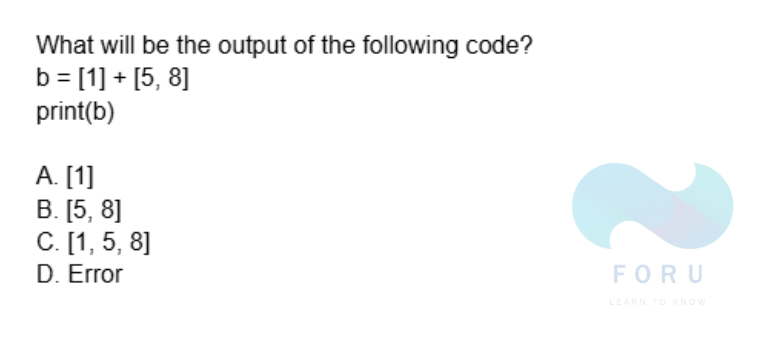 What will be the output of the following code?
b = [1] + [5, 8]
print(b)
A. [1]
B. [5, 8]
C. [1, 5, 8]
D. Error
FORU
LEARN TO KNOW